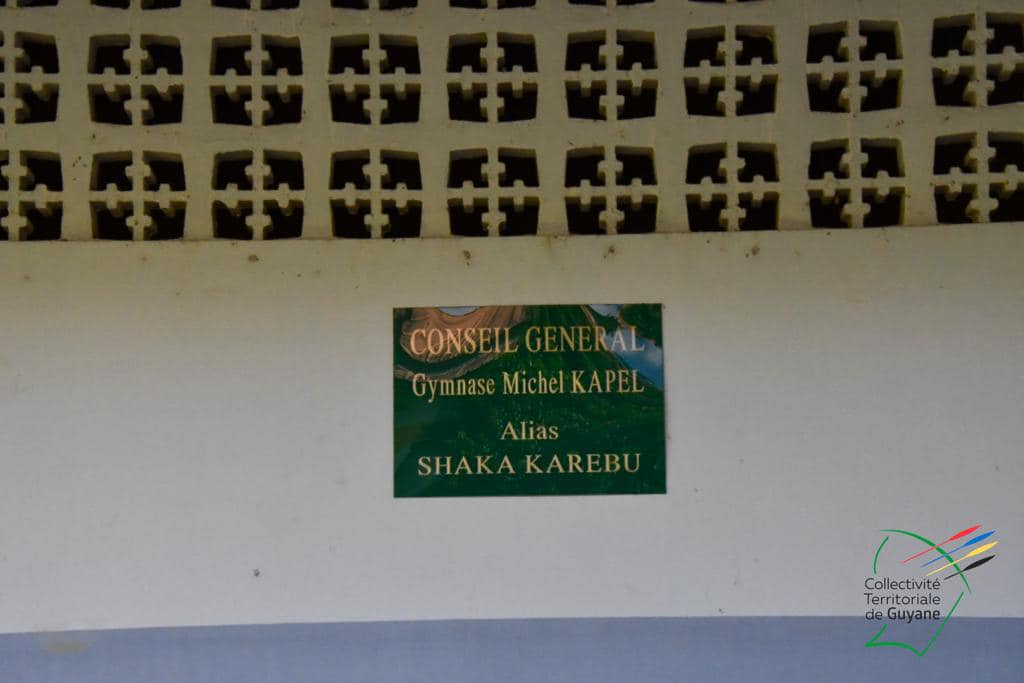 CONSEIL GENERAL
Gymnase Michel KAPEL
Alias
SHAKA KAREBU
Collectivité
Territoriale
de Guyane